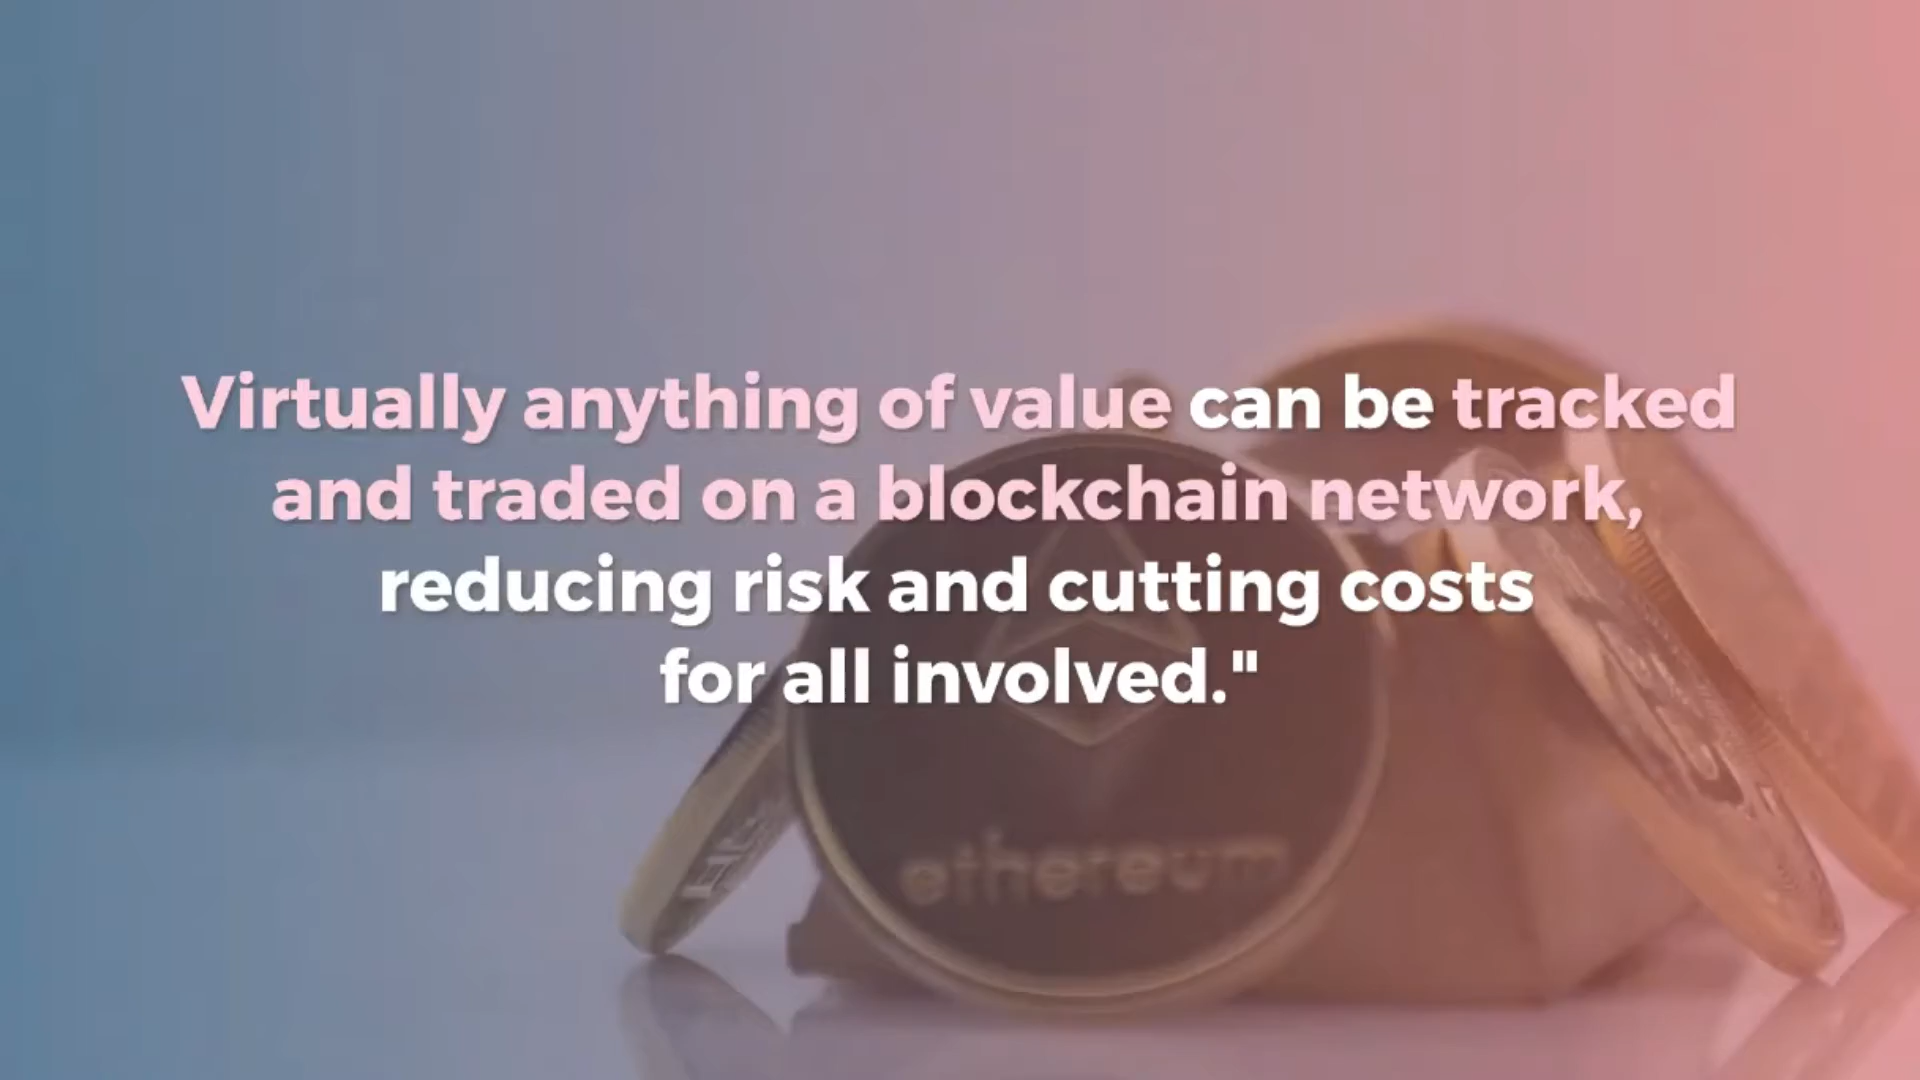 Virtually anything of value can be tracked
and traded on a blockchain network,
reducing risk and cutting costs
for all involved."
ethereum